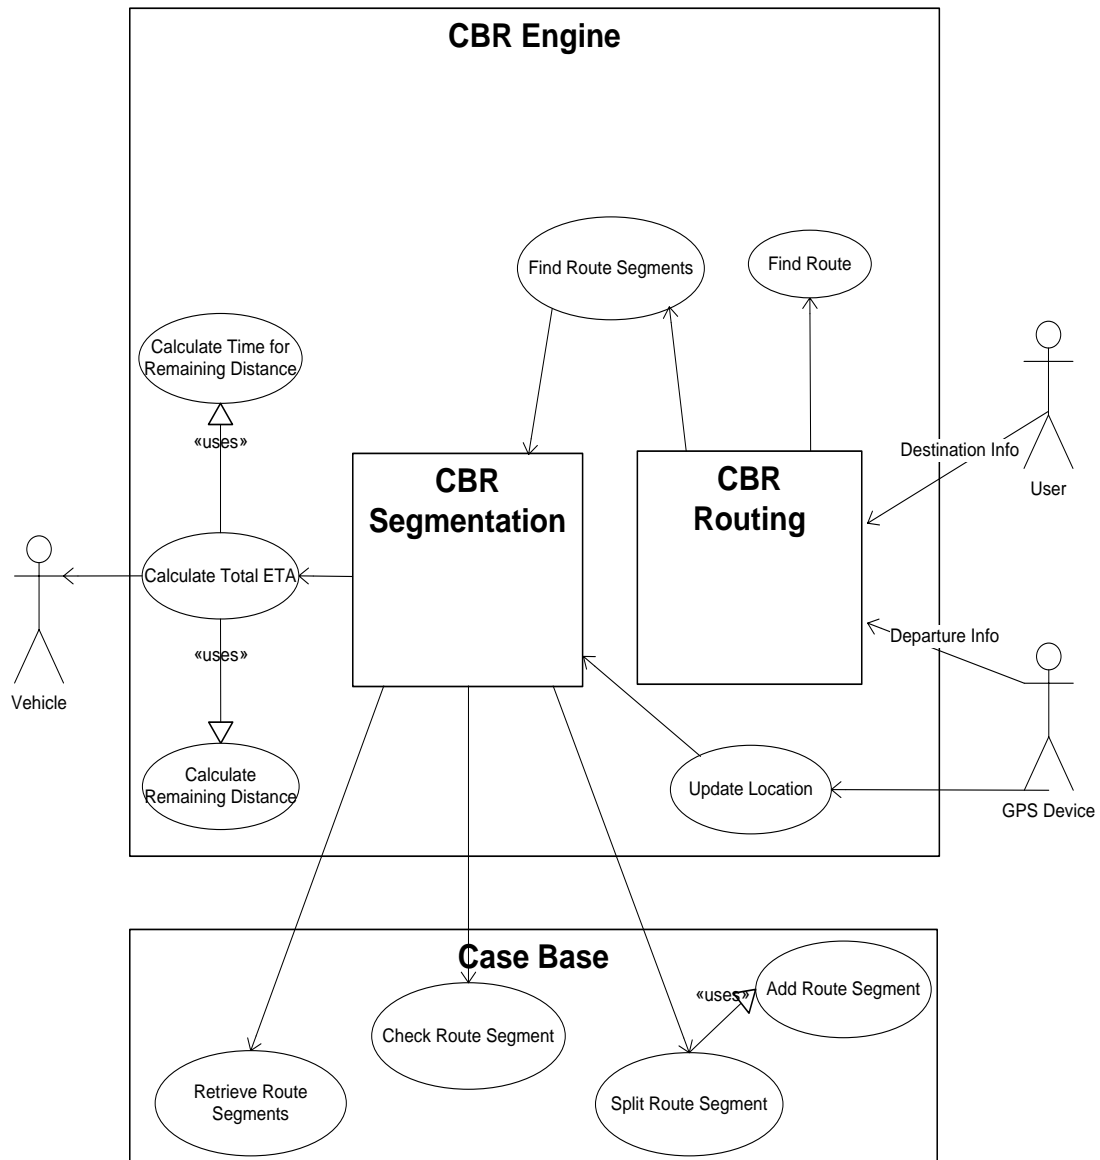 CBR Engine
Find Route Segments
Find Route
Calculate Time for
Remaining Distance
«uses»
CBR
Segmentation
CBR
Routing
Destination Info
User
Calculate Total ETA
Vehicle
«uses»
Departure Info
Calculate
Remaining Distance
Update Location
GPS Device
Case Base
«uses»
Add Route Segment
Check Route Segment
Retrieve Route
Segments
Split Route Segment